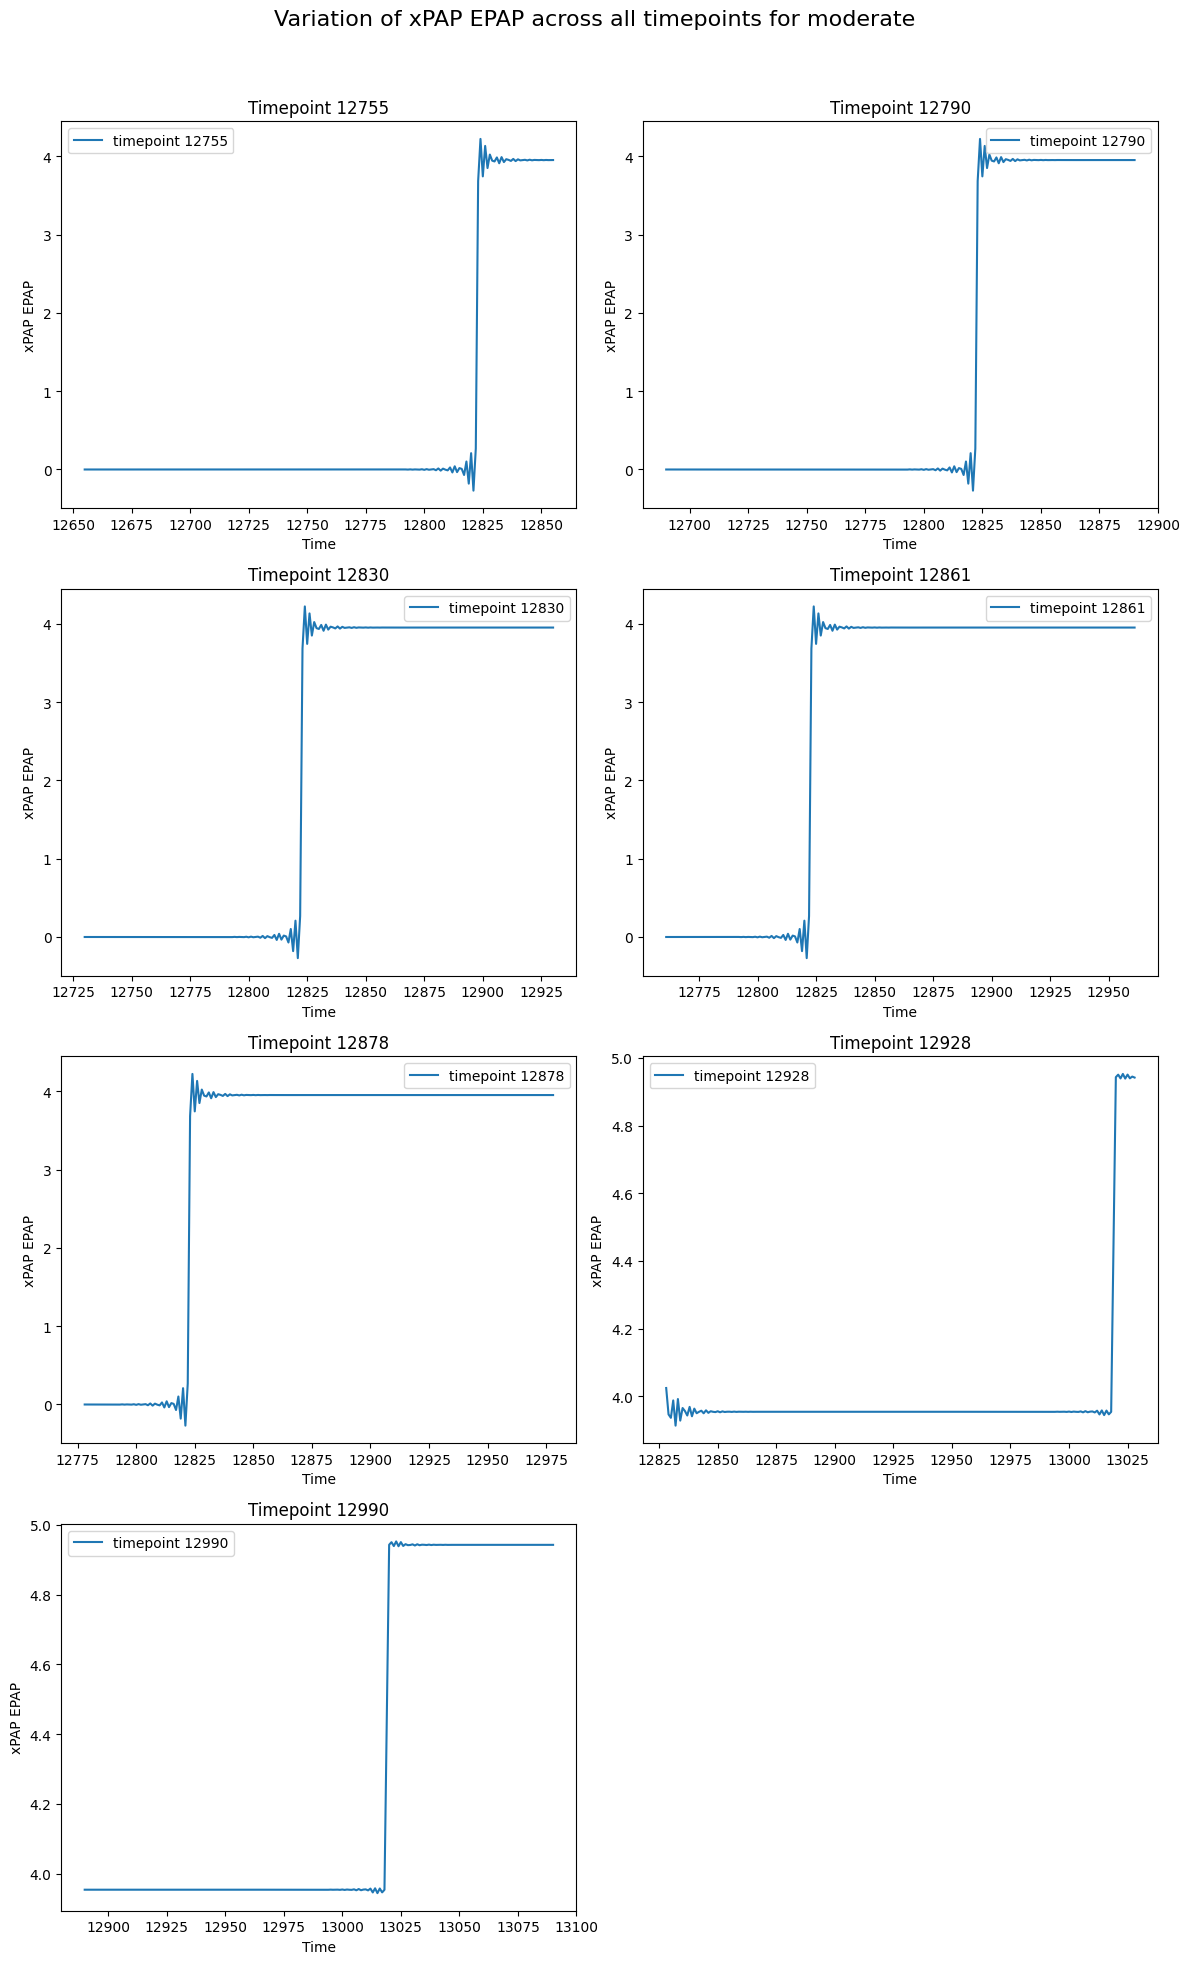 Variation of xPAP EPAP across all timepoints for moderate
Timepoint 12755
timepoint 12755
xPAP EPAP
4
3
2
1
0
12650 12675 12700 12725 12750 12775 12800 12825 12850
Time
Timepoint 12790
timepoint 12790
xPAP EPAP
4
3
2
1
0
12700 12725 12750 12775 12800 12825 12850 12875 12900
Time
Timepoint 12830
timepoint 12830
xPAP EPAP
4
3
2
1
0
12725 12750 12775 12800 12825 12850 12875 12900 12925
Time
Timepoint 12861
timepoint 12861
xPAP EPAP
4
3
2
1
0
12775 12800 12825 12850 12875 12900 12925 12950
Time
Timepoint 12878
timepoint 12878
xPAP EPAP
4
3
2
1
0
12775 12800 12825 12850 12875 12900 12925 12950 12975
Time
Timepoint 12928
timepoint 12928
xPAP EPAP
5.0
4.8
4.6
4.4
4.2
4.0
12825 12850 12875 12900 12925 12950 12975 13000 13025
Time
Timepoint 12990
timepoint 12990
xPAP EPAP
5.0
4.8
4.6
4.4
4.2
4.0
12900 12925 12950 12975 13000 13025 13050 13075 13100
Time